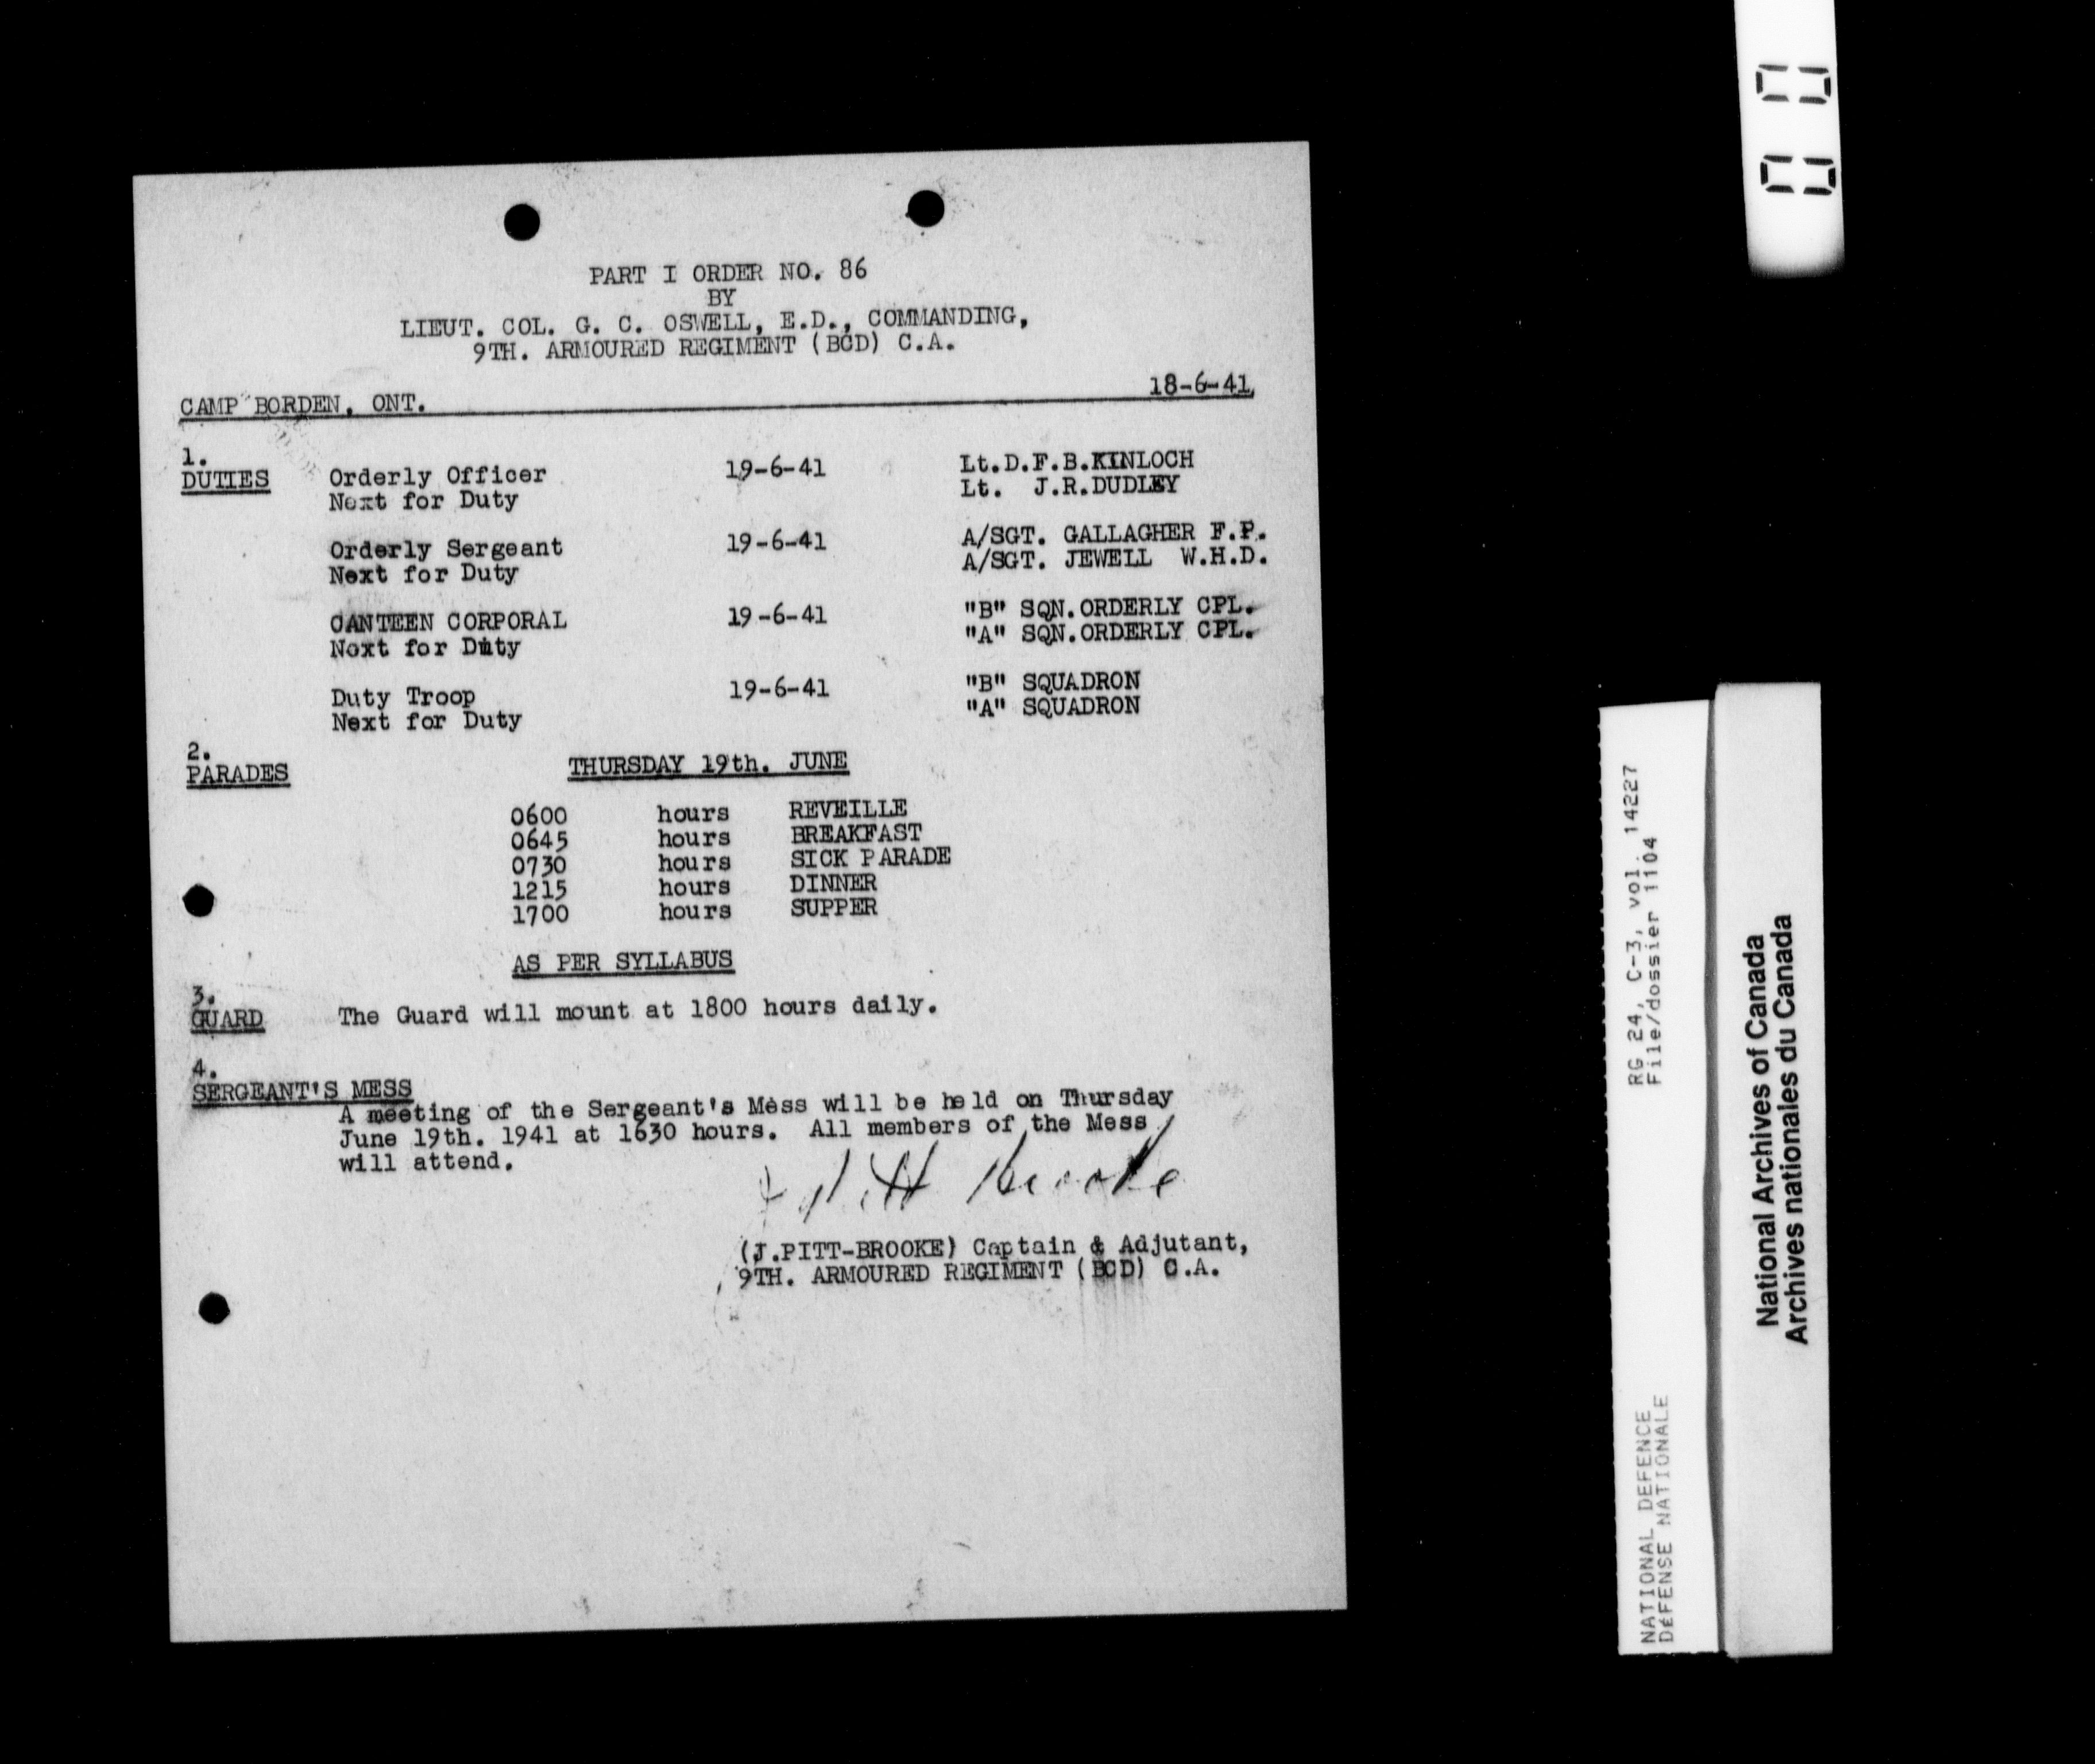 PART I ORDER NO. 86
BY
LIEUT. COL. G. C. OSWELL, E.D., COMMANDING,
9TH. ARMOURED REGIMENT (BCD) C.A.
CAMP BORDEN, ONT. 18-6-41
1.
DUTIES Orderly Officer 19-6-41 Lt.D.F.B.KINLOCH
Next for Duty Lt. J.R.DUDLEY
Orderly Sergeant 19-6-41 A/SGT. GALLAGHER F.P.
Next for Duty A/SGT. JEWELL W.H.D.
CANTEEN CORPORAL 19-6-41 "B" SQN.ORDERLY CPL.
Next for Duty "A" SQN.ORDERLY CPL.
Duty Troop 19-6-41 "B" SQUADRON
Next for Duty "A" SQUADRON
2.
PARADES THURSDAY 19th. JUNE
0600 hours REVEILLE
0645 hours BREAKFAST
0730 hours SICK PARADE
1215 hours DINNER
1700 hours SUPPER
AS PER SYLLABUS
3.
GUARD The Guard will mount at 1800 hours daily.
4.
SERGEANT'S MESS
A meeting of the Sergeant's Mess will be held on Thursday
June 19th. 1941 at 1630 hours. All members of the Mess
will attend.
J Pitt Brooke
(J.PITT-BROOKE) Captain & Adjutant,
9TH. ARMOURED REGIMENT (BCD) C.A.
00
NATIONAL DEFENCE RG 24, C-3, vol. 14227
DéFENSE NATIONALE File/dossier 1104
National Archives of Canada
Archives nationales du Canada